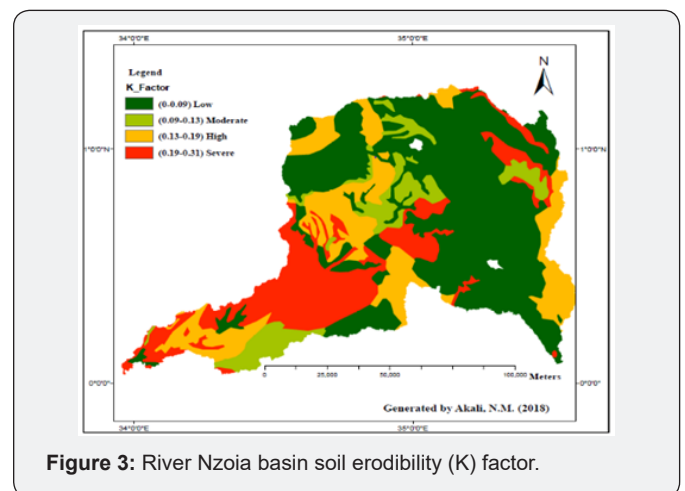 34°0'0"E 35°0'0"E
N
Legend
K_Factor
(0-0.09) Low
(0.09-0.13) Moderate
(0.13-0.19) High
(0.19-0.31) Severe
1°0'0"N 1°0'0"N
0 25,000 50,000 100,000 Meters
0°0'0" 0°0'0"
Generated by Akali, N.M. (2018)
34°0'0"E 35°0'0"E
Figure 3: River Nzoia basin soil erodibility (K) factor.